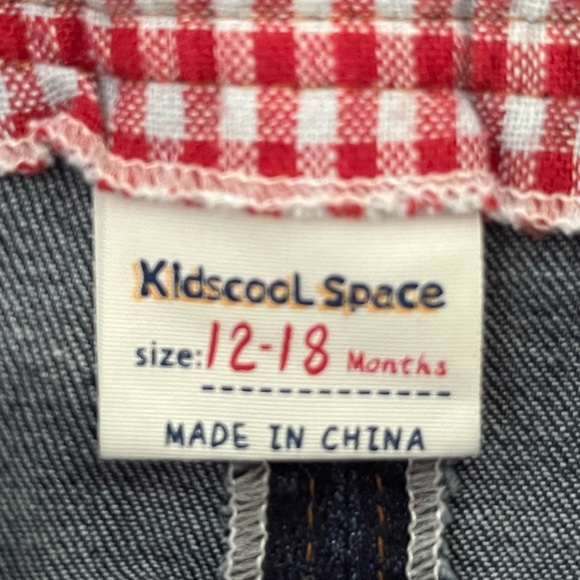 KidscooL Space
size: 12-18 Months
MADE IN CHINA